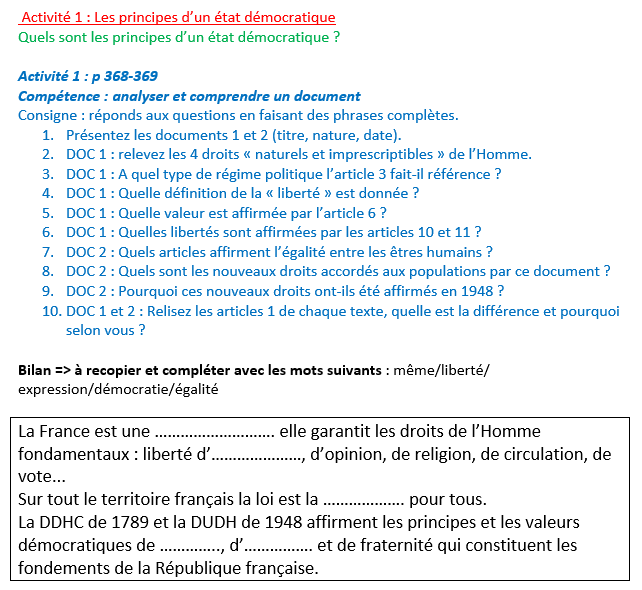 Activité 1 : Les principes d’un état démocratique
Quels sont les principes d’un état démocratique ?
Activité 1 : p 368-369
Compétence : analyser et comprendre un document
Consigne : réponds aux questions en faisant des phrases complètes.
1. Présentez les documents 1 et 2 (titre, nature, date).
2. DOC 1 : relevez les 4 droits « naturels et imprescriptibles » de l’Homme.
3. DOC 1 : A quel type de régime politique l’article 3 fait-il référence ?
4. DOC 1 : Quelle définition de la « liberté » est donnée ?
5. DOC 1 : Quelle valeur est affirmée par l’article 6 ?
6. DOC 1 : Quelles libertés sont affirmées par les articles 10 et 11 ?
7. DOC 2 : Quels articles affirment l’égalité entre les êtres humains ?
8. DOC 2 : Quels sont les nouveaux droits accordés aux populations par ce document ?
9. DOC 2 : Pourquoi ces nouveaux droits ont-ils été affirmés en 1948 ?
10. DOC 1 et 2 : Relisez les articles 1 de chaque texte, quelle est la différence et pourquoi
selon vous ?
Bilan => à recopier et compléter avec les mots suivants : même/liberté/
expression/démocratie/égalité
La France est une ………………………. elle garantit les droits de l’Homme
fondamentaux : liberté d’…………………, d’opinion, de religion, de circulation, de
vote...
Sur tout le territoire français la loi est la ………………. pour tous.
La DDHC de 1789 et la DUDH de 1948 affirment les principes et les valeurs
démocratiques de ………….., d’……………. et de fraternité qui constituent les
fondements de la République française.